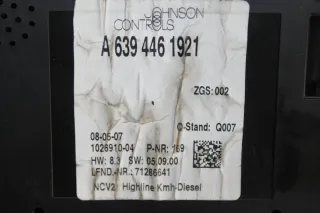 JOHNSON
CONTROLS
A 639 446 1921
ZGS: 002
C-Stand: Q007
08-05-07
1026910-04 P-NR: 169
HW: 8.3 SW: 05.09.00
LFND.-NR.: 71286641
NCV2 Highline Kmh-Diesel